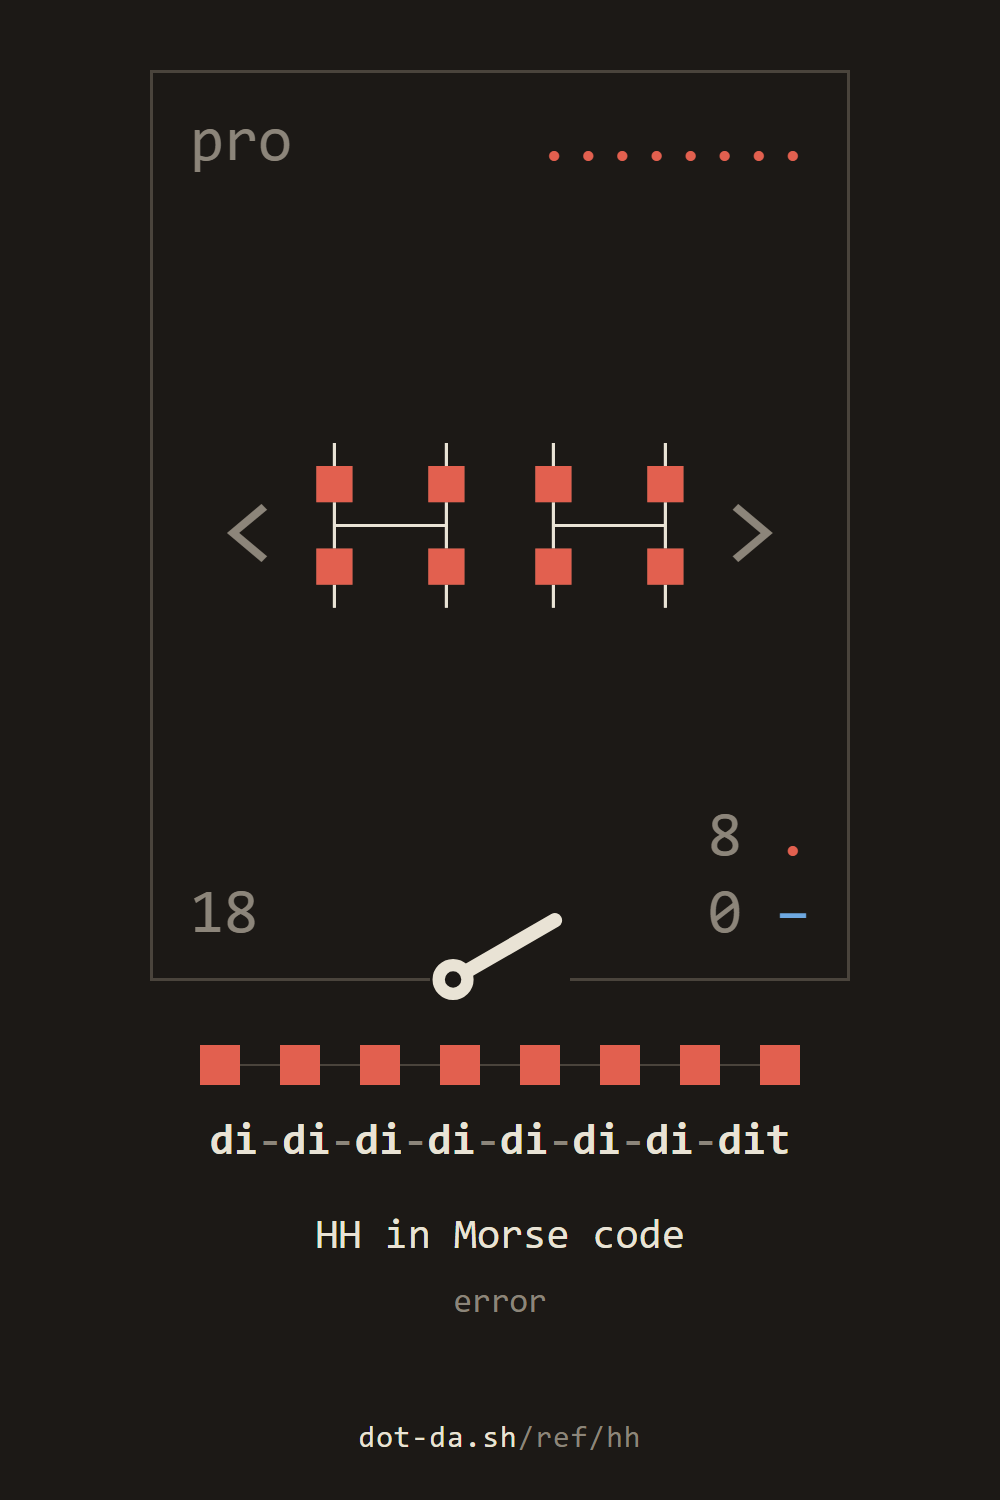 pro ........
< HH >
8 .
18 0 -
di-di-di-di-di-di-di-dit
HH in Morse code
error
dot-da.sh/ref/hh